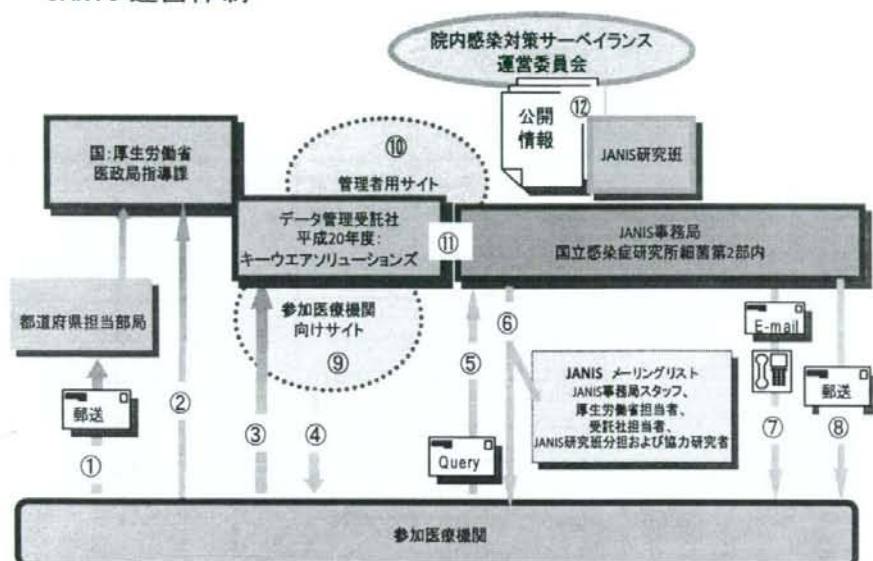 院内感染対策サーベイランス
運営委員会
公開
情報
⑫
JANIS研究班
国:厚生労働省
医政局指導課
⑩
管理者用サイト
データ管理受託社
平成20年度:
キーウエアソリューションズ
⑪
JANIS事務局
国立感染症研究所細菌第2部内
都道府県担当部局
参加医療機関
向けサイト
⑨
郵送
①
②
③
④
⑤
Query
⑥
JANIS メーリングリスト
JANIS事務局スタッフ、
厚生労働省担当者、
受託社担当者、
JANIS研究班分担および協力研究者
E-mail
⑦
郵送
⑧
参加医療機関